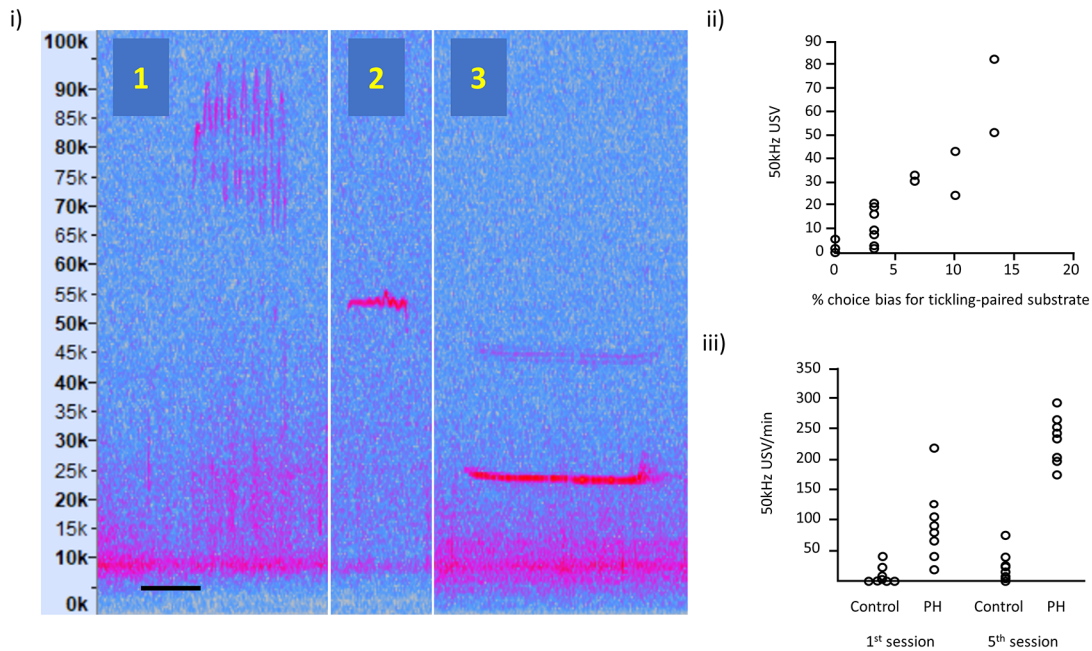 i)
100k
90k
85k
80k
75k
70k
65k
60k
55k
50k
45k
40k
35k
30k
25k
20k
15k
10k
0k
1
2
3
ii)
90
80
70
60
50
40
30
20
10
0
50kHz USV
0 5 10 15 20
% choice bias for tickling-paired substrate
iii)
350
300
250
200
150
100
50
50kHz USV/min
Control PH Control PH
1st session 5th session